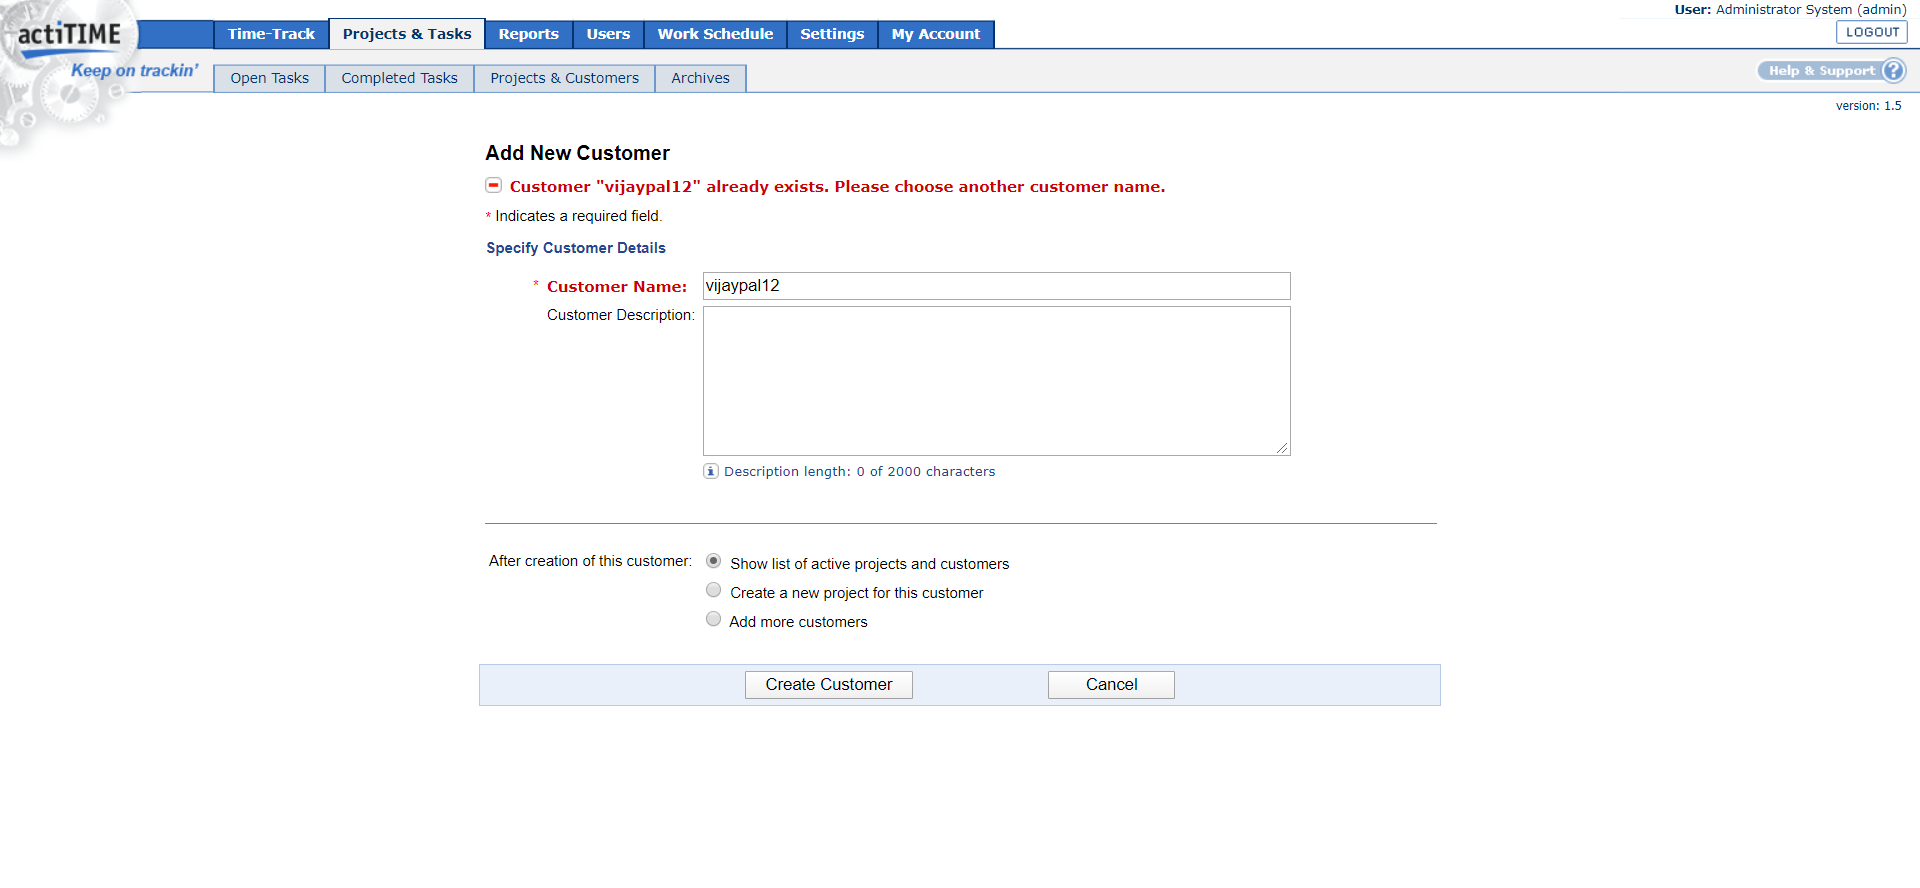 User: Administrator System (admin)
actiTIME
Time-Track Projects & Tasks Reports Users Work Schedule Settings My Account
LOGOUT
Keep on trackin'
Open Tasks Completed Tasks Projects & Customers Archives
Help & Support ?
version: 1.5
Add New Customer
Customer "vijaypal12" already exists. Please choose another customer name.
* Indicates a required field.
Specify Customer Details
* Customer Name: vijaypal12
Customer Description:
Description length: 0 of 2000 characters
After creation of this customer: Show list of active projects and customers
Create a new project for this customer
Add more customers
Create Customer Cancel